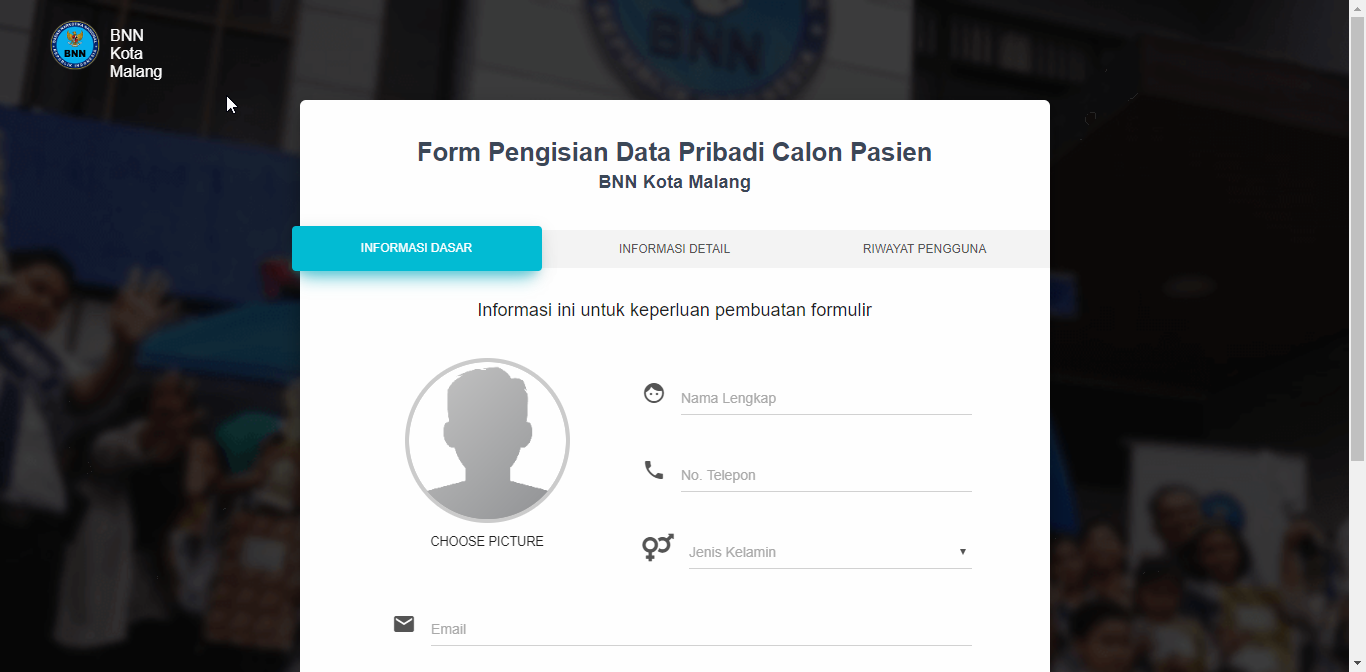 BNN
Kota
Malang
BNN
Form Pengisian Data Pribadi Calon Pasien
BNN Kota Malang
INFORMASI DASAR
INFORMASI DETAIL
RIWAYAT PENGGUNA
Informasi ini untuk keperluan pembuatan formulir
Nama Lengkap
No. Telepon
CHOOSE PICTURE
Jenis Kelamin
Email